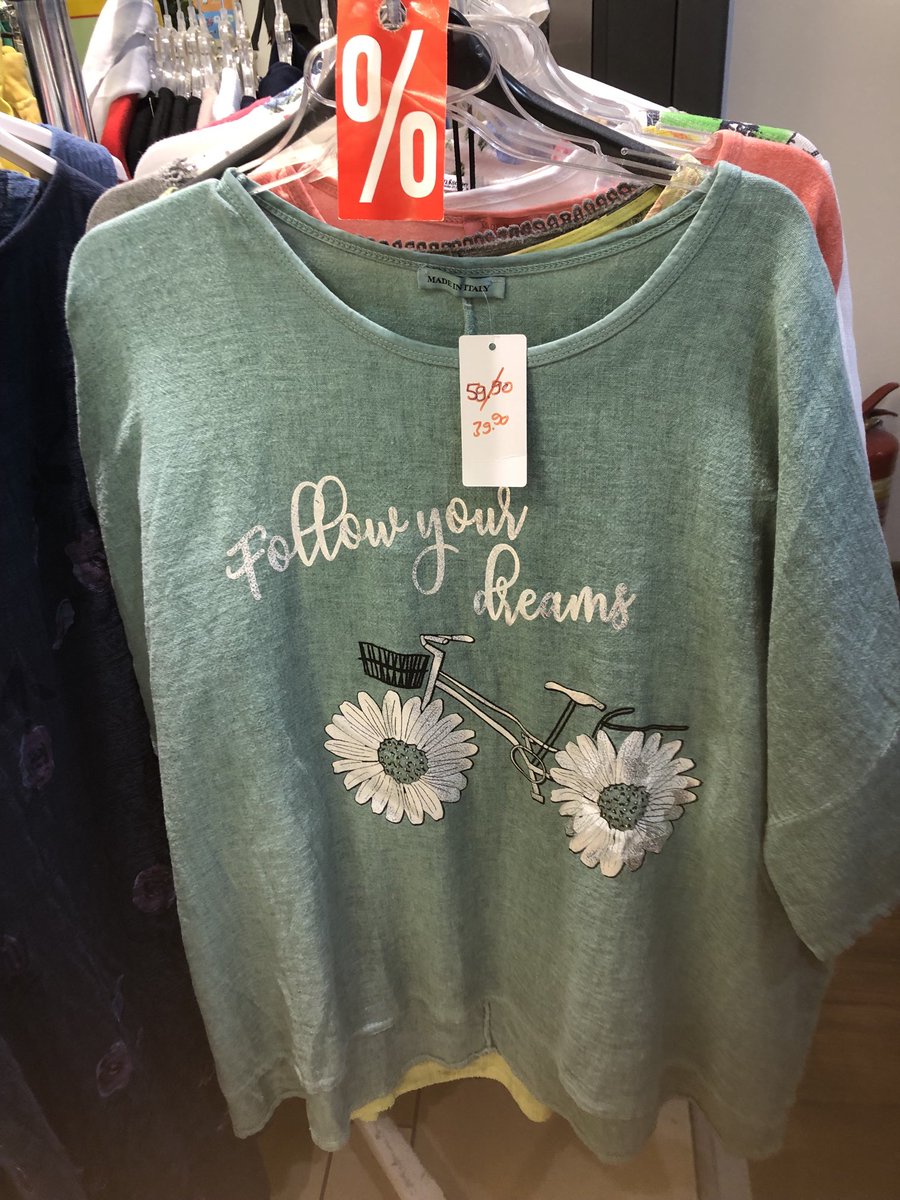 %
MADE IN ITALY
59,90
39.90
Follow your
dreams